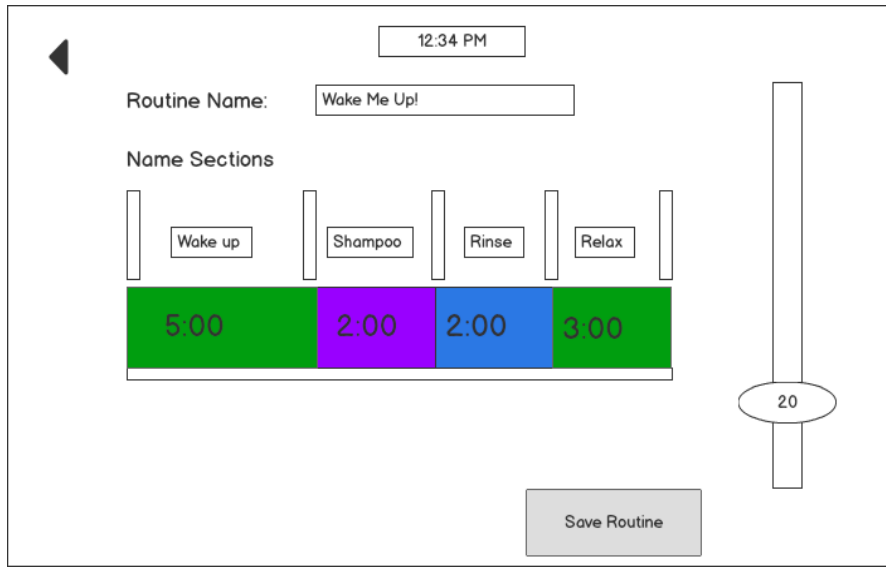 12:34 PM
Routine Name: Wake Me Up!
Name Sections
Wake up Shampoo Rinse Relax
5:00 2:00 2:00 3:00
20
Save Routine